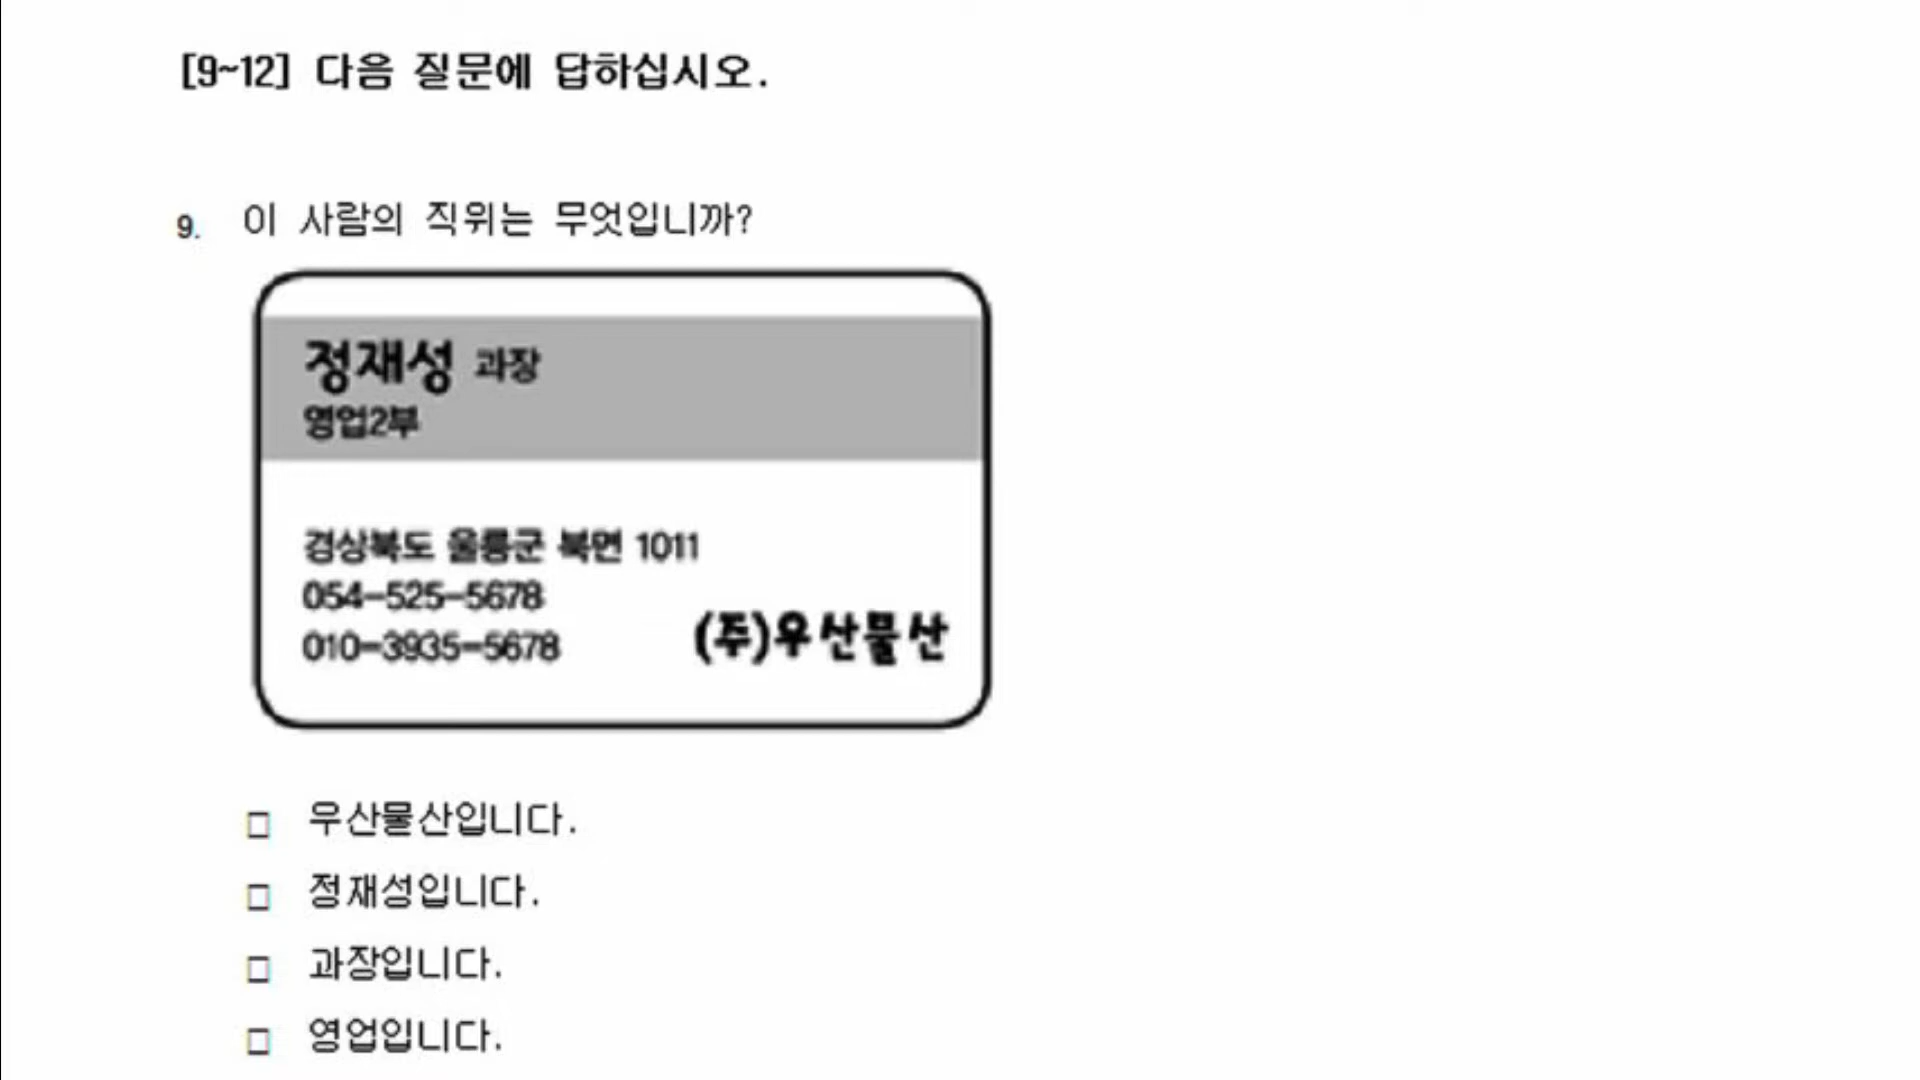 [9~12] 다음 질문에 답하십시오.
9. 이 사람의 직위는 무엇입니까?
정재성 과장
영업2부
경상북도 울릉군 북면 1011
054-525-5678
010-3935-5678
(주)우산물산
□ 우산물산입니다.
□ 정재성입니다.
□ 과장입니다.
□ 영업입니다.